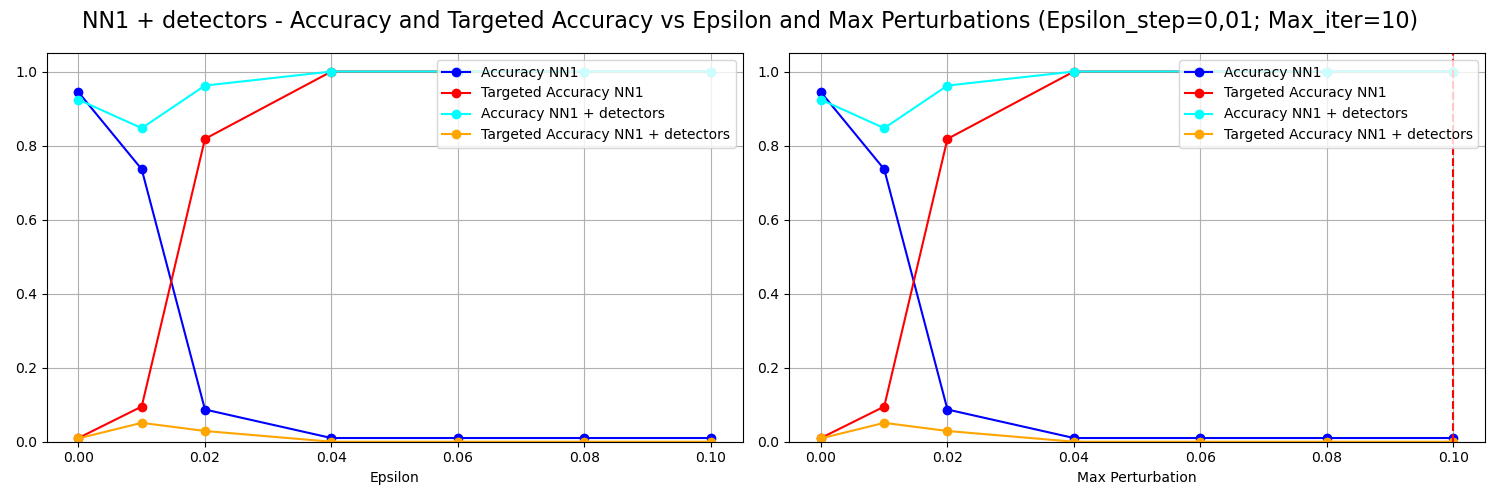 NN1 + detectors - Accuracy and Targeted Accuracy vs Epsilon and Max Perturbations (Epsilon_step=0,01; Max_iter=10)
1.0
0.8
0.6
0.4
0.2
0.0
Accuracy NN1
Targeted Accuracy NN1
Accuracy NN1 + detectors
Targeted Accuracy NN1 + detectors
0.00 0.02 0.04 0.06 0.08 0.10
Epsilon
1.0
0.8
0.6
0.4
0.2
0.0
Accuracy NN1
Targeted Accuracy NN1
Accuracy NN1 + detectors
Targeted Accuracy NN1 + detectors
0.00 0.02 0.04 0.06 0.08 0.10
Max Perturbation